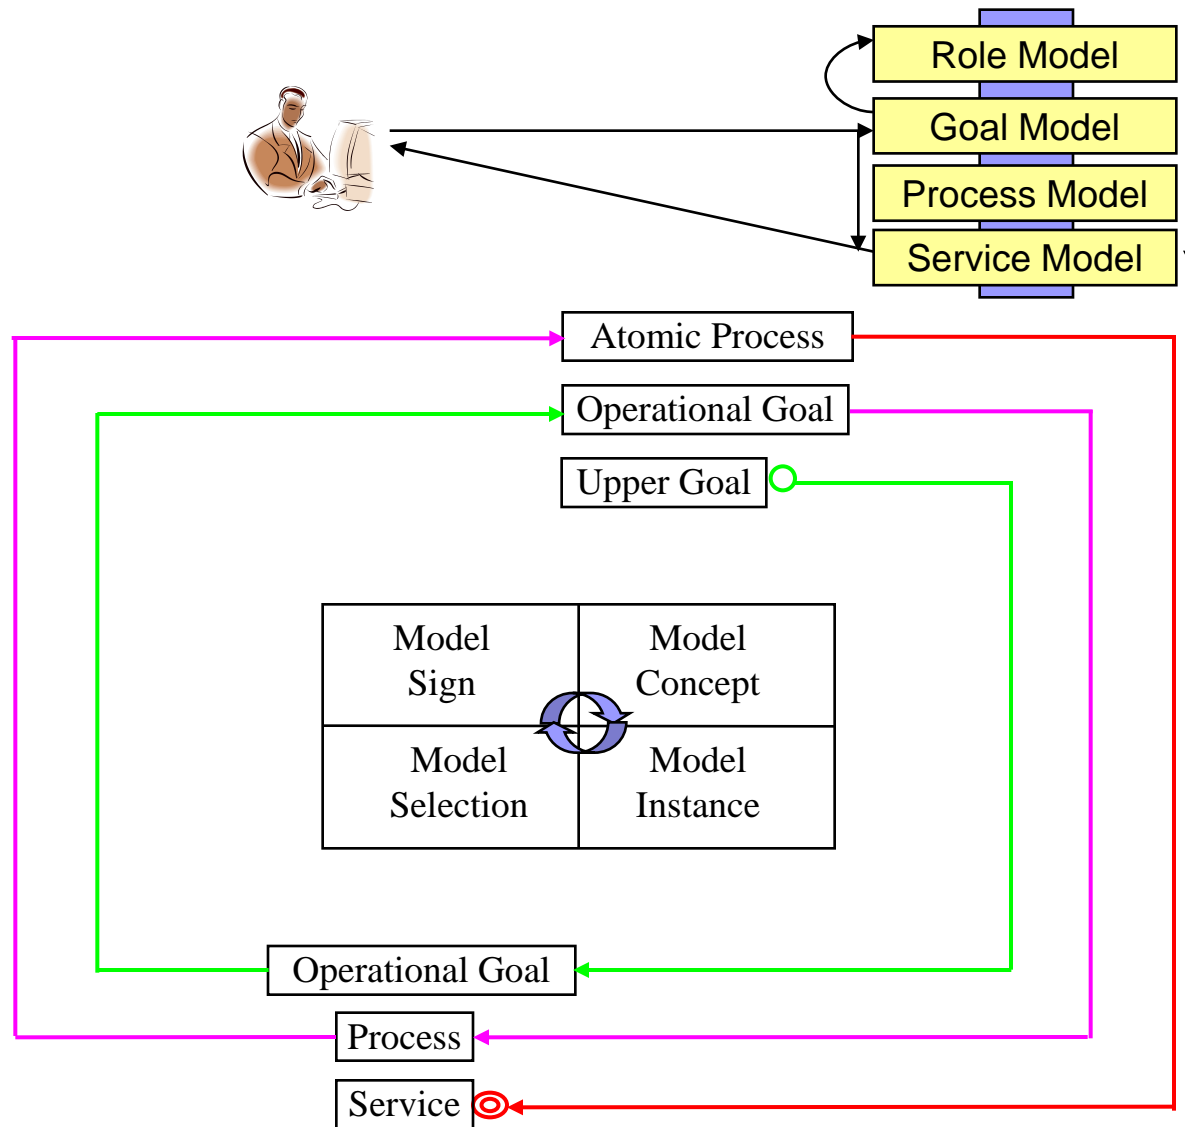 Role Model
Goal Model
Process Model
Service Model
Atomic Process
Operational Goal
Upper Goal
Model
Sign
Model
Concept
Model
Selection
Model
Instance
Operational Goal
Process
Service